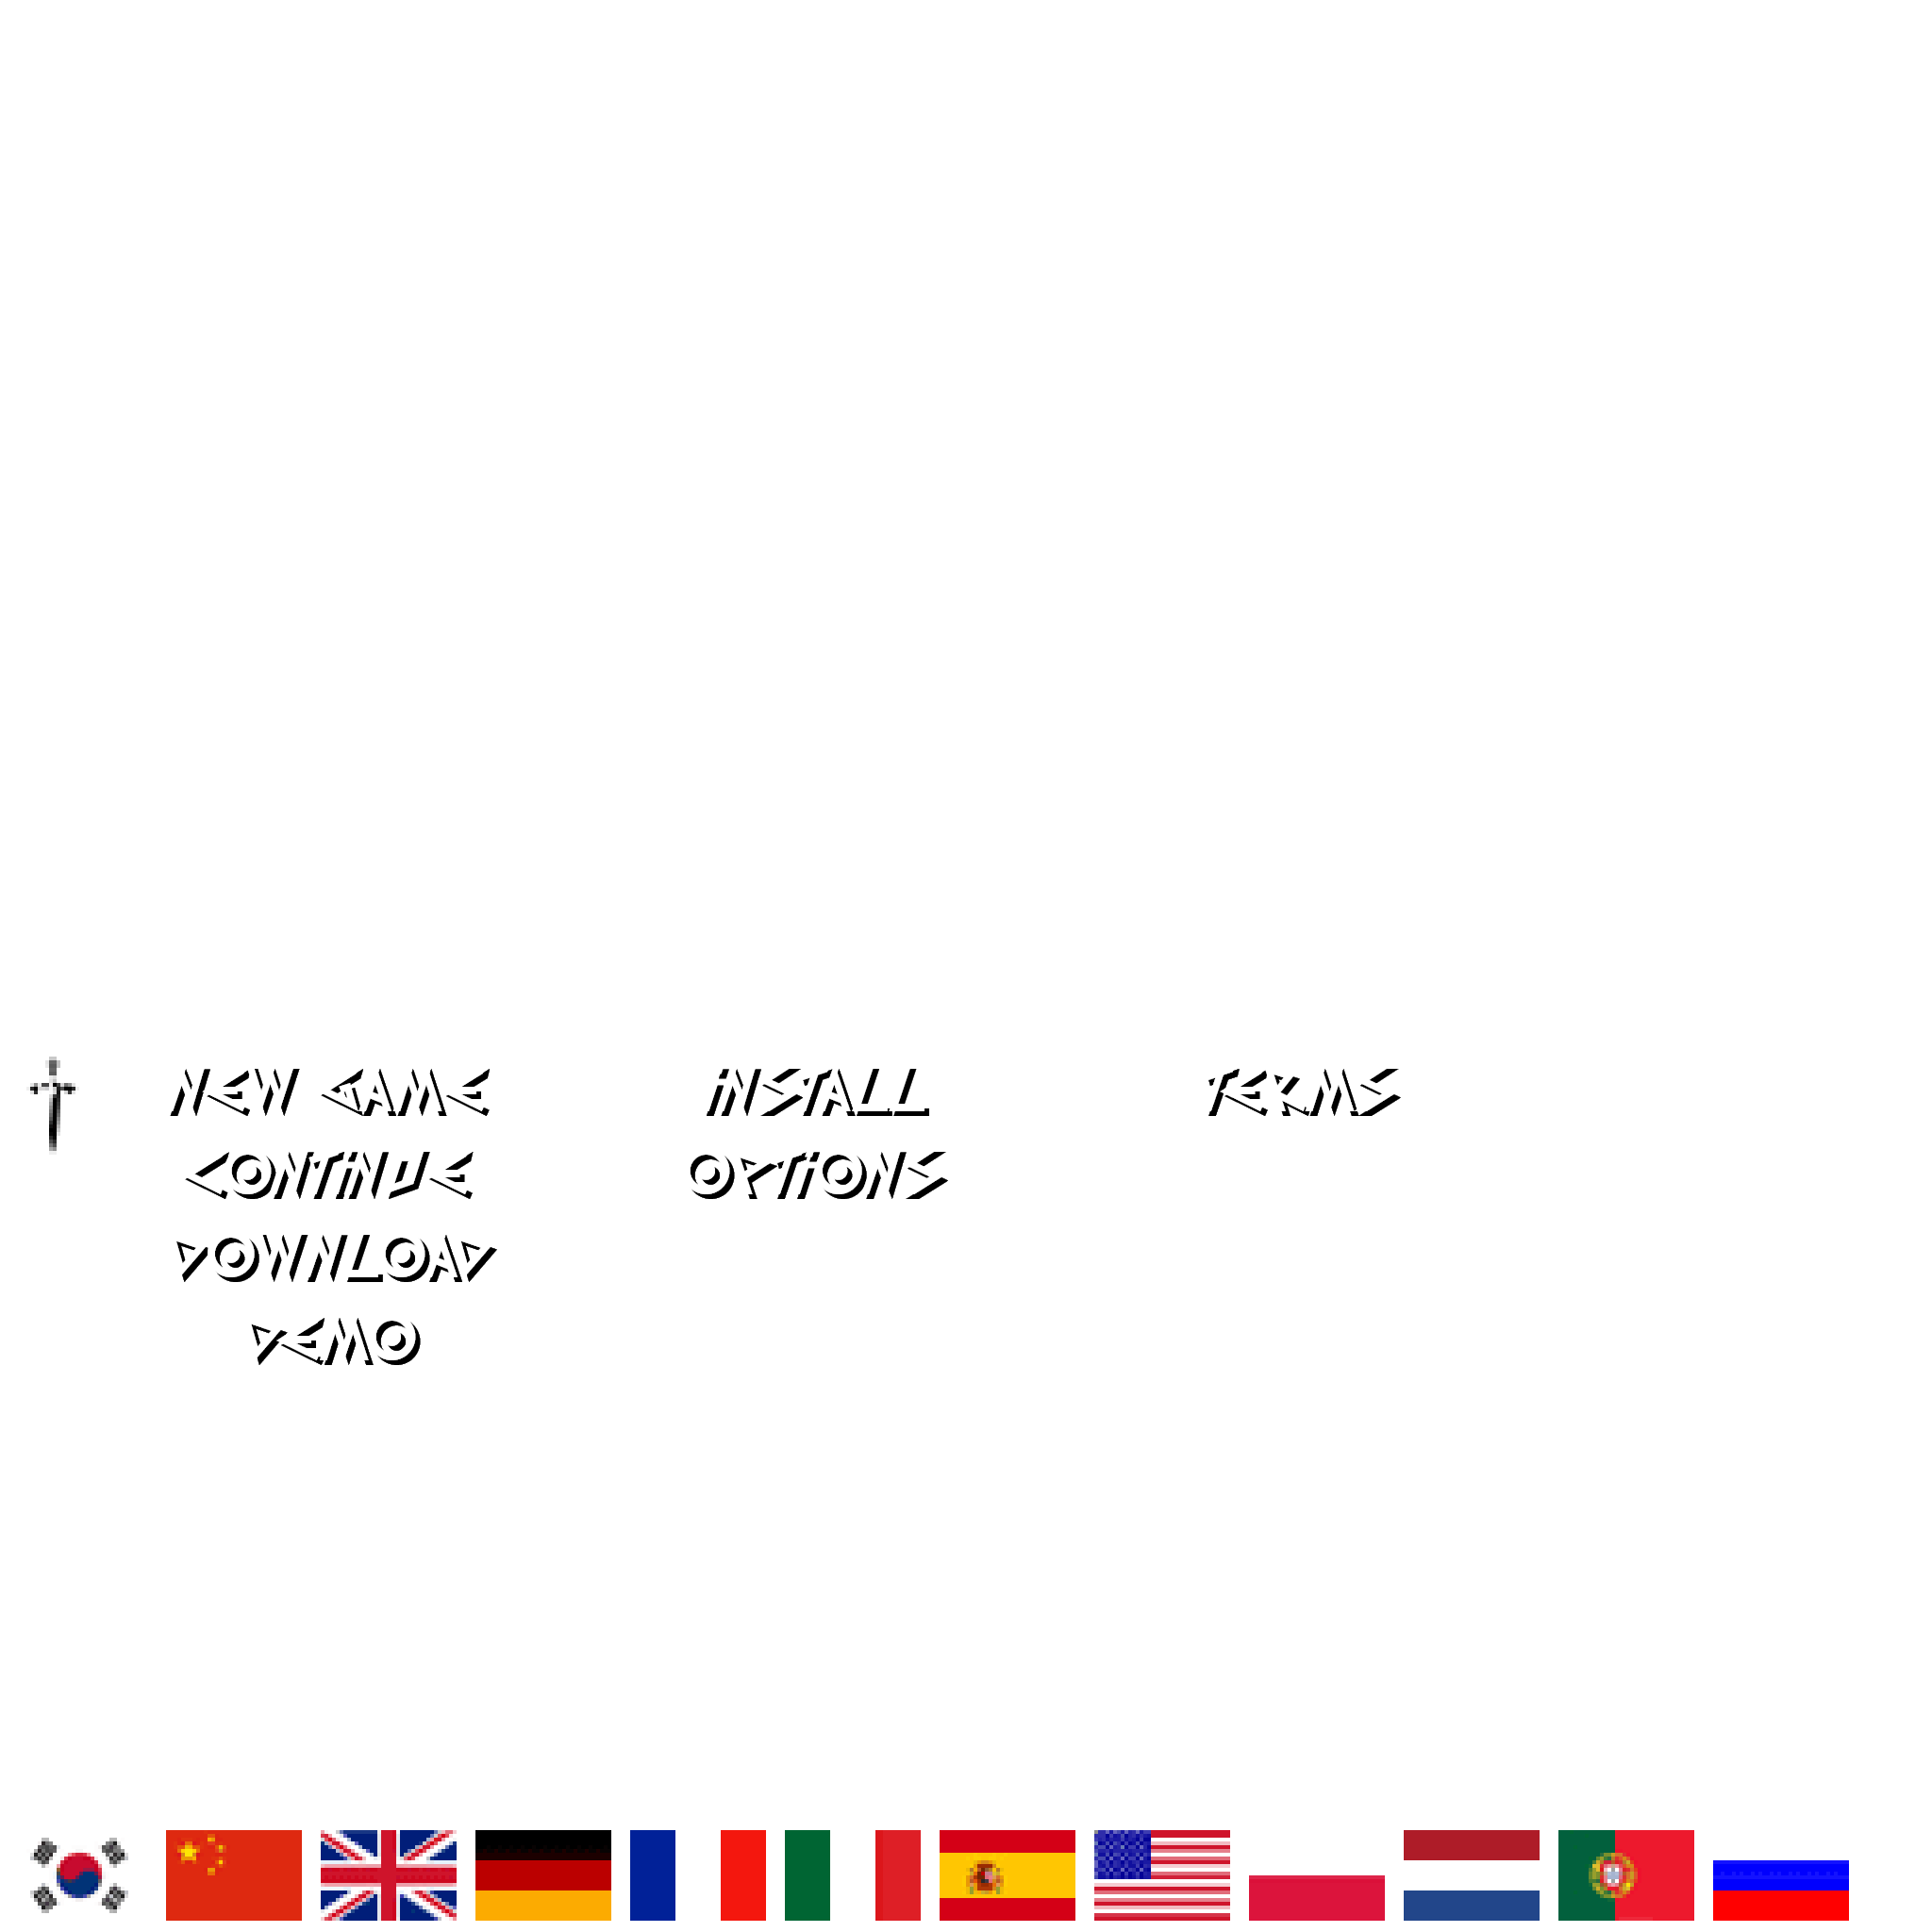 NEW GAME
INSTALL
TERMS
CONTINUE
OPTIONS
DOWNLOAD
DEMO